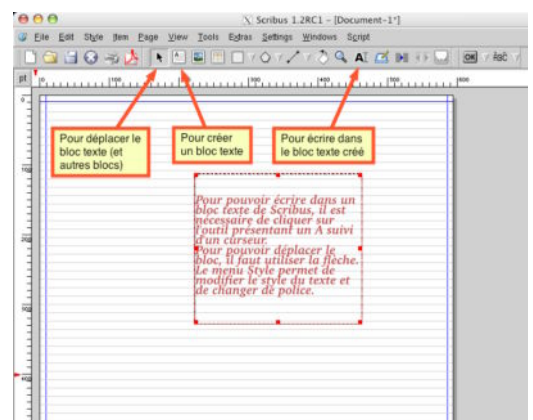 Scribus 1.2RC1 - [Document-1*]
File Edit Style Item Page View Tools Extras Settings Windows Script
pt
Pour déplacer le
bloc texte (et
autres blocs)
Pour créer
un bloc texte
Pour écrire dans
le bloc texte créé
Pour pouvoir écrire dans un
bloc texte de Scribus, il est
nécessaire de cliquer sur
l'outil présentant un A suivi
d'un curseur.
Pour pouvoir déplacer le
bloc, il faut utiliser la flèche.
Le menu Style permet de
modifier le style du texte et
de changer de police.